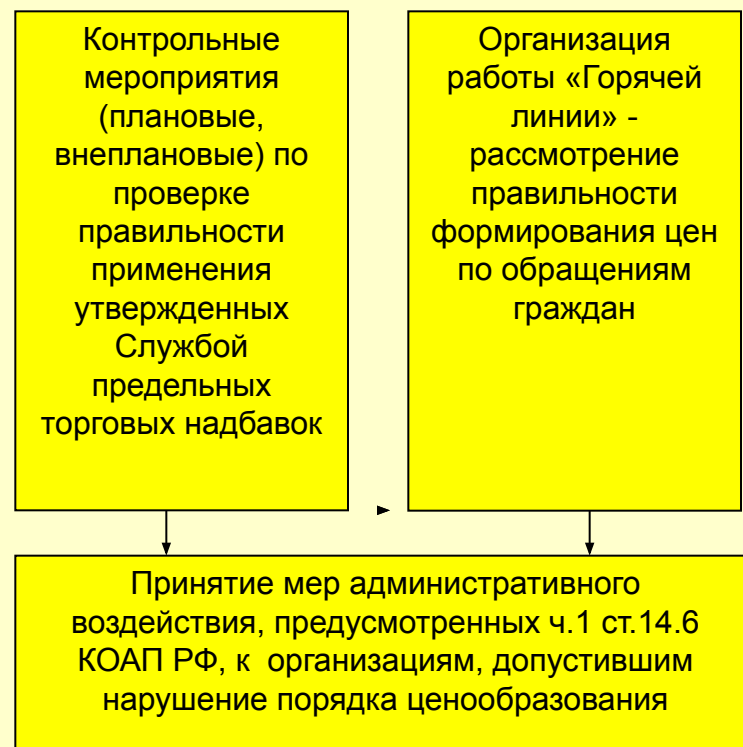 Контрольные
мероприятия
(плановые,
внеплановые) по
проверке
правильности
применения
утвержденных
Службой
предельных
торговых надбавок
Организация
работы «Горячей
линии» -
рассмотрение
правильности
формирования цен
по обращениям
граждан
Принятие мер административного
воздействия, предусмотренных ч.1 ст.14.6
КОАП РФ, к  организациям, допустившим
нарушение порядка ценообразования